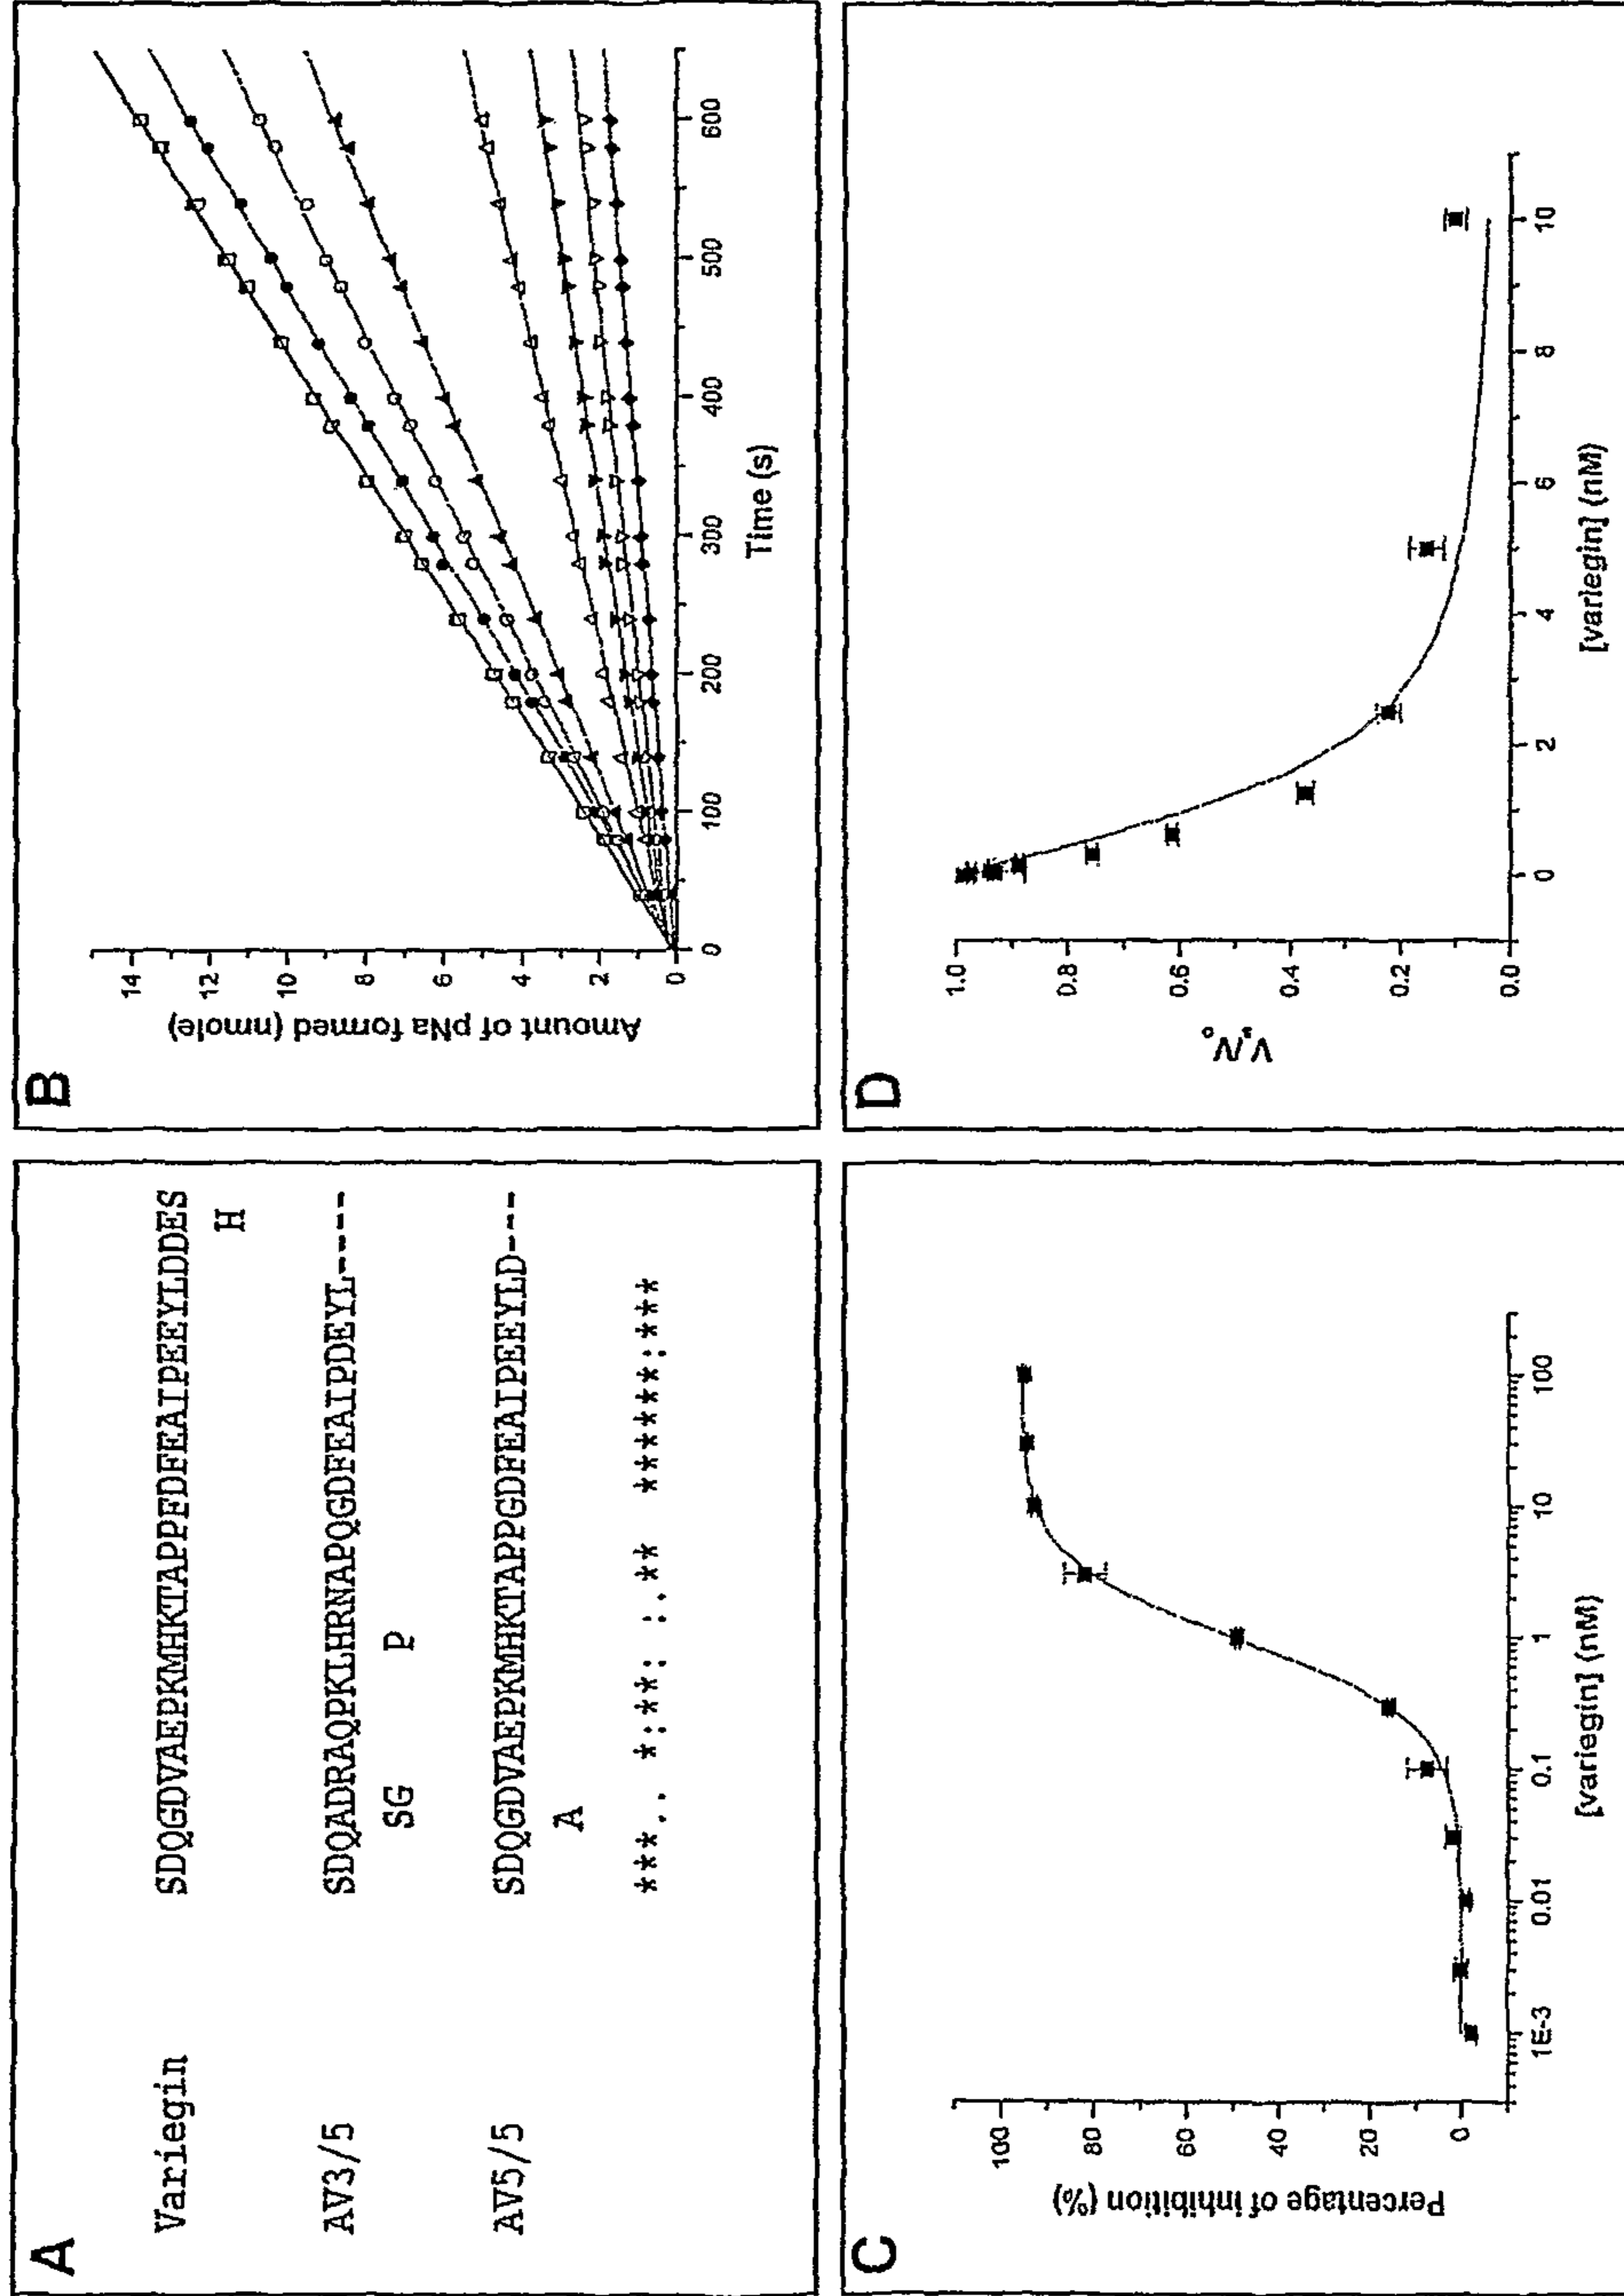 A
Variegin SDQGDVAEPKMHKTAPPFDFEAIPEEYLDDES
H
AV3/5 SDQADRAQPKLHRNAPQGDFEAIPDEYL----
SG P
AV5/5 SDQGDVAEPKMHKTAPPGDFEAIPEEYLD---
A
***.. *:**: :.**  ******:***
B
Amount of pNa formed (nmole)
14
12
10
8
6
4
2
0
0 100 200 300 400 500 600
Time (s)
C
Percentage of inhibition (%)
100
80
60
40
20
0
1E-3 0.01 0.1 1 10 100
[variegin] (nM)
D
Vs/Vo
1.0
0.8
0.6
0.4
0.2
0.0
0 2 4 6 8 10
[variegin] (nM)